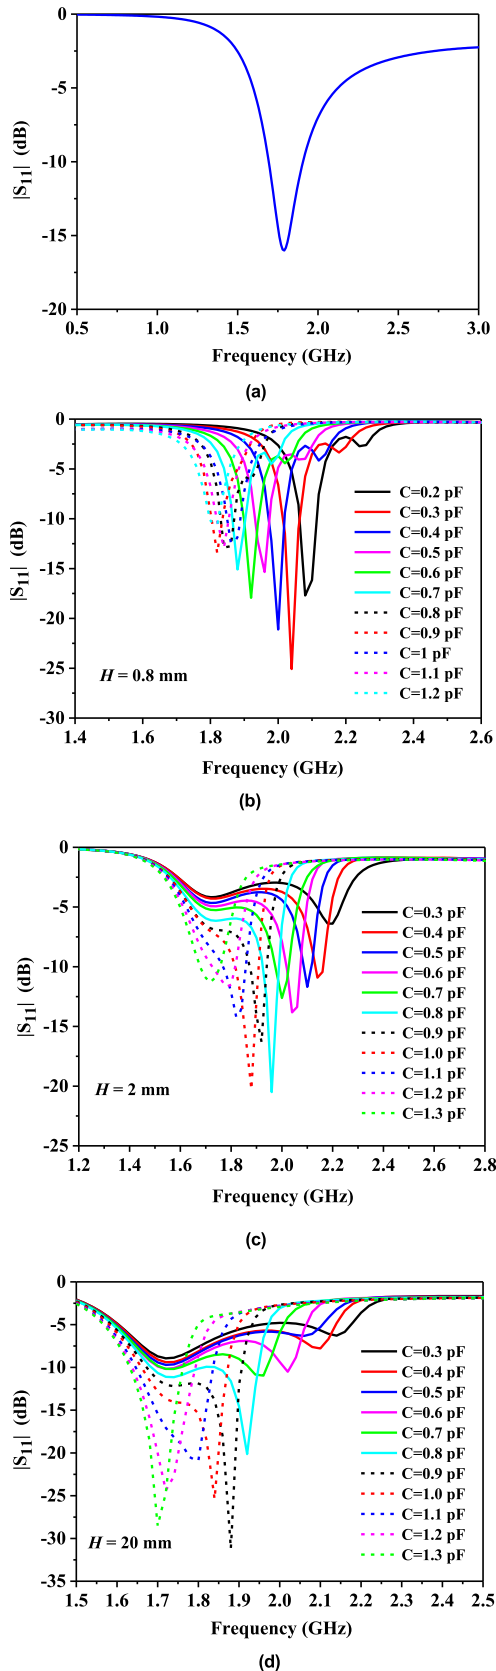 0
-5
-10
-15
-20
|S11| (dB)
0.5 1.0 1.5 2.0 2.5 3.0
Frequency (GHz)
(a)
0
-5
-10
-15
-20
-25
-30
|S11| (dB)
C=0.2 pF
C=0.3 pF
C=0.4 pF
C=0.5 pF
C=0.6 pF
C=0.7 pF
C=0.8 pF
C=0.9 pF
C=1 pF
C=1.1 pF
C=1.2 pF
H = 0.8 mm
1.4 1.6 1.8 2.0 2.2 2.4 2.6
Frequency (GHz)
(b)
0
-5
-10
-15
-20
-25
|S11| (dB)
C=0.3 pF
C=0.4 pF
C=0.5 pF
C=0.6 pF
C=0.7 pF
C=0.8 pF
C=0.9 pF
C=1.0 pF
C=1.1 pF
C=1.2 pF
C=1.3 pF
H = 2 mm
1.2 1.4 1.6 1.8 2.0 2.2 2.4 2.6 2.8
Frequency (GHz)
(c)
0
-5
-10
-15
-20
-25
-30
-35
|S11| (dB)
C=0.3 pF
C=0.4 pF
C=0.5 pF
C=0.6 pF
C=0.7 pF
C=0.8 pF
C=0.9 pF
C=1.0 pF
C=1.1 pF
C=1.2 pF
C=1.3 pF
H = 20 mm
1.5 1.6 1.7 1.8 1.9 2.0 2.1 2.2 2.3 2.4 2.5
Frequency (GHz)
(d)